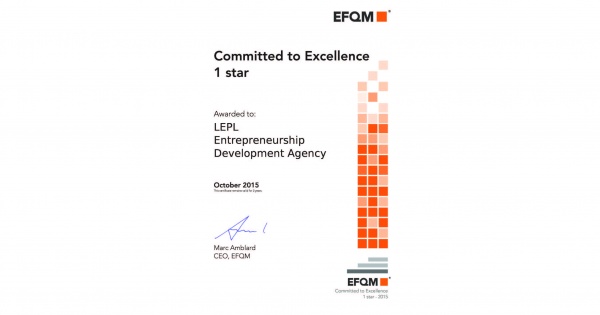 EFQM
Committed to Excellence
1 star
Awarded to:
LEPL
Entrepreneurship
Development Agency
October 2015
This certificate remains valid for 2 years
Marc Amblard
CEO, EFQM
EFQM
Committed to Excellence
1 star - 2015